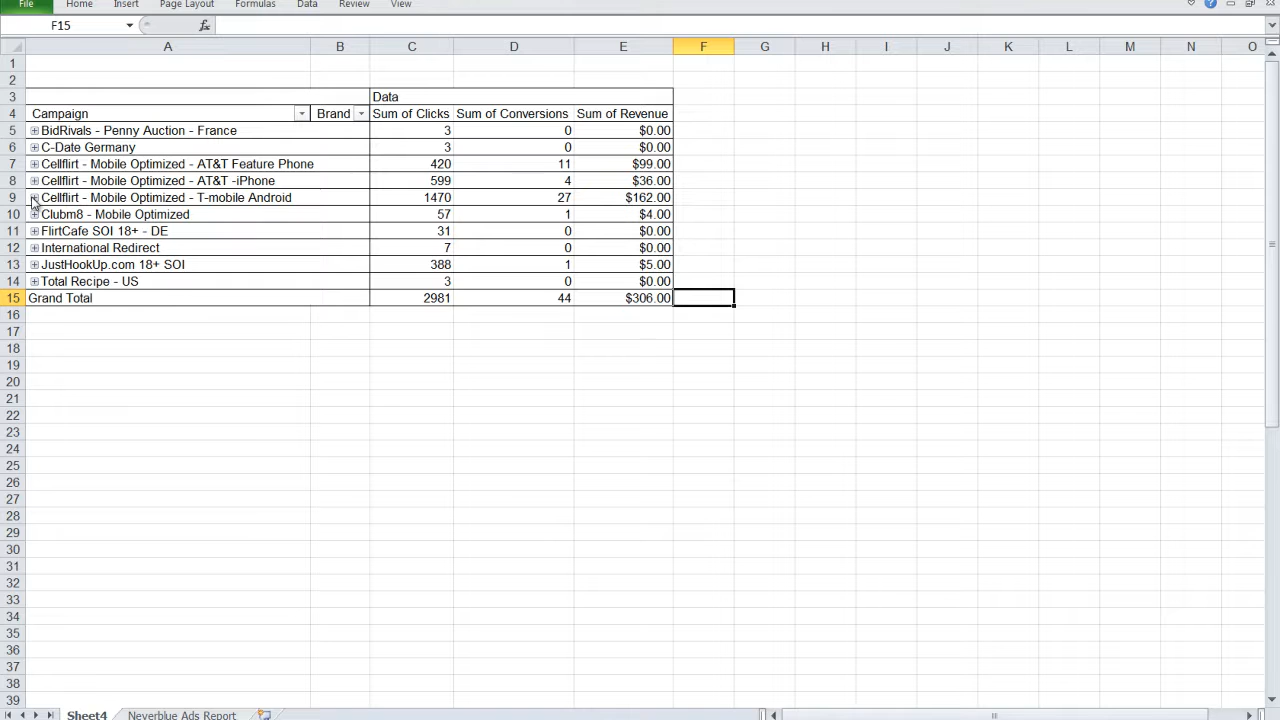 File Home Insert Page Layout Formulas Data Review View
F15 fx
A B C D E F G H I J K L M N O
1
2
3 Data
4 Campaign Brand Sum of Clicks Sum of Conversions Sum of Revenue
5 BidRivals - Penny Auction - France 3 0 $0.00
6 C-Date Germany 3 0 $0.00
7 Cellflirt - Mobile Optimized - AT&T Feature Phone 420 11 $99.00
8 Cellflirt - Mobile Optimized - AT&T -iPhone 599 4 $36.00
9 Cellflirt - Mobile Optimized - T-mobile Android 1470 27 $162.00
10 Clubm8 - Mobile Optimized 57 1 $4.00
11 FlirtCafe SOI 18+ - DE 31 0 $0.00
12 International Redirect 7 0 $0.00
13 JustHookUp.com 18+ SOI 388 1 $5.00
14 Total Recipe - US 3 0 $0.00
15 Grand Total 2981 44 $306.00
16
17
18
19
20
21
22
23
24
25
26
27
28
29
30
31
32
33
34
35
36
37
38
39
Sheet4 Neverblue Ads Report